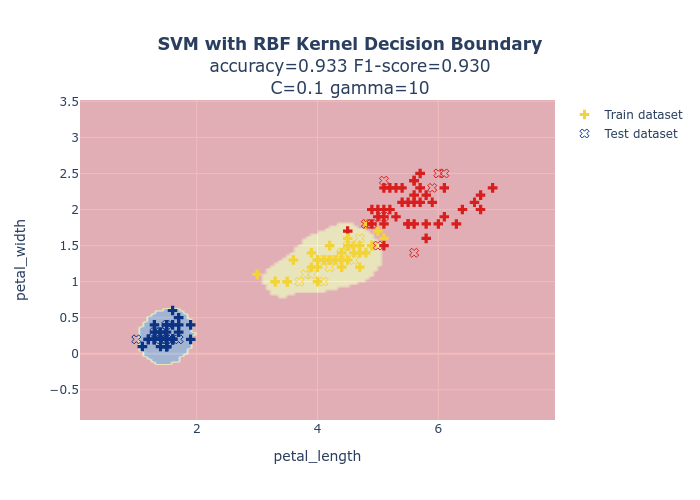 SVM with RBF Kernel Decision Boundary
accuracy=0.933 F1-score=0.930
C=0.1 gamma=10
Train dataset
Test dataset
3.5
3
2.5
2
1.5
1
0.5
0
−0.5
petal_width
2
4
6
petal_length